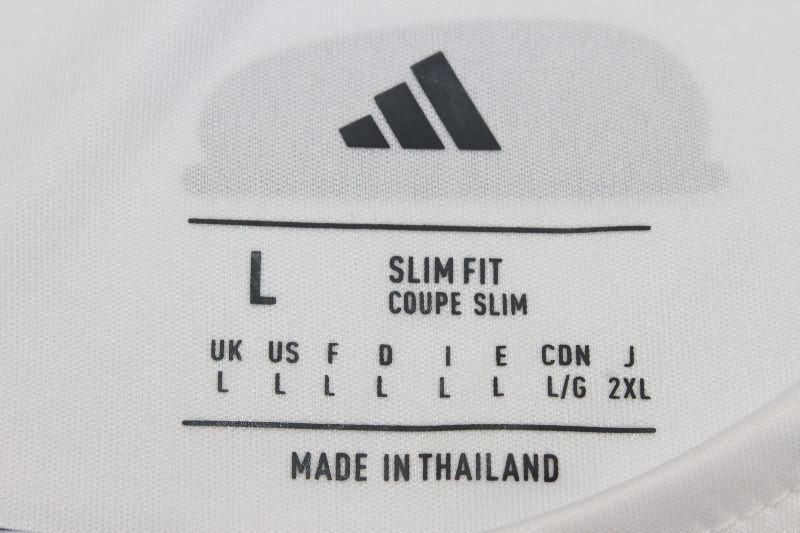 L
SLIM FIT
COUPE SLIM
UK US F D I E CDN J
L L L L L L L/G 2XL
MADE IN THAILAND